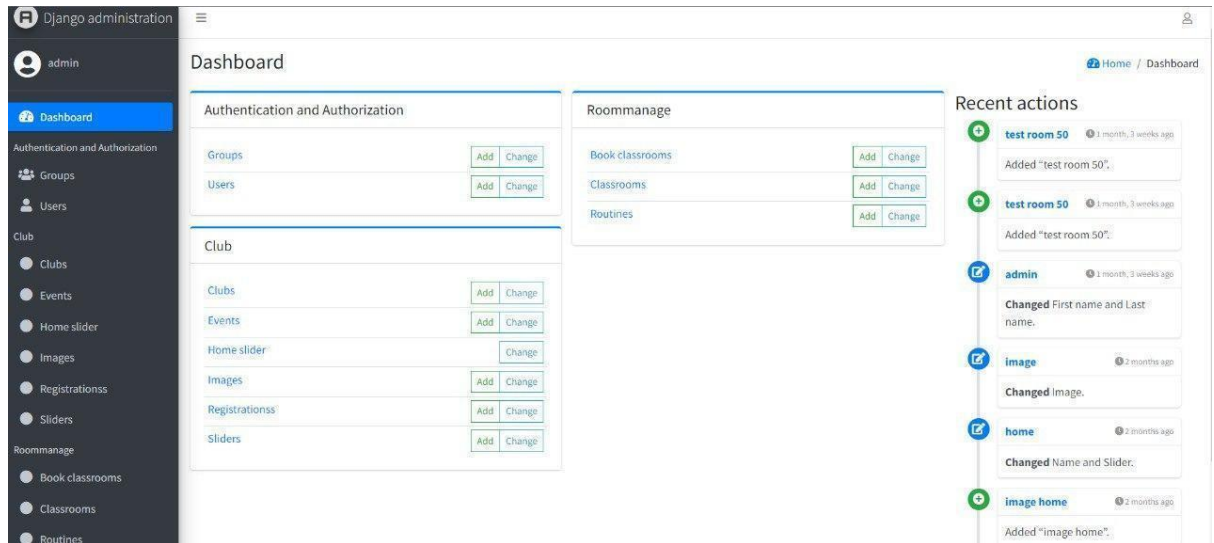 Django administration
admin
Dashboard
Authentication and Authorization
Groups
Users
Club
Clubs
Events
Home slider
Images
Registrationss
Sliders
Roommanage
Book classrooms
Classrooms
Routines
Dashboard
Home / Dashboard
Authentication and Authorization
Groups Add Change
Users Add Change
Club
Clubs Add Change
Events Add Change
Home slider Change
Images Add Change
Registrationss Add Change
Sliders Add Change
Roommanage
Book classrooms Add Change
Classrooms Add Change
Routines Add Change
Recent actions
test room 50 1 month, 3 weeks ago
Added “test room 50”.
test room 50 1 month, 3 weeks ago
Added “test room 50”.
admin 1 month, 3 weeks ago
Changed First name and Last
name.
image 2 months ago
Changed Image.
home 2 months ago
Changed Name and Slider.
image home 2 months ago
Added “image home”.